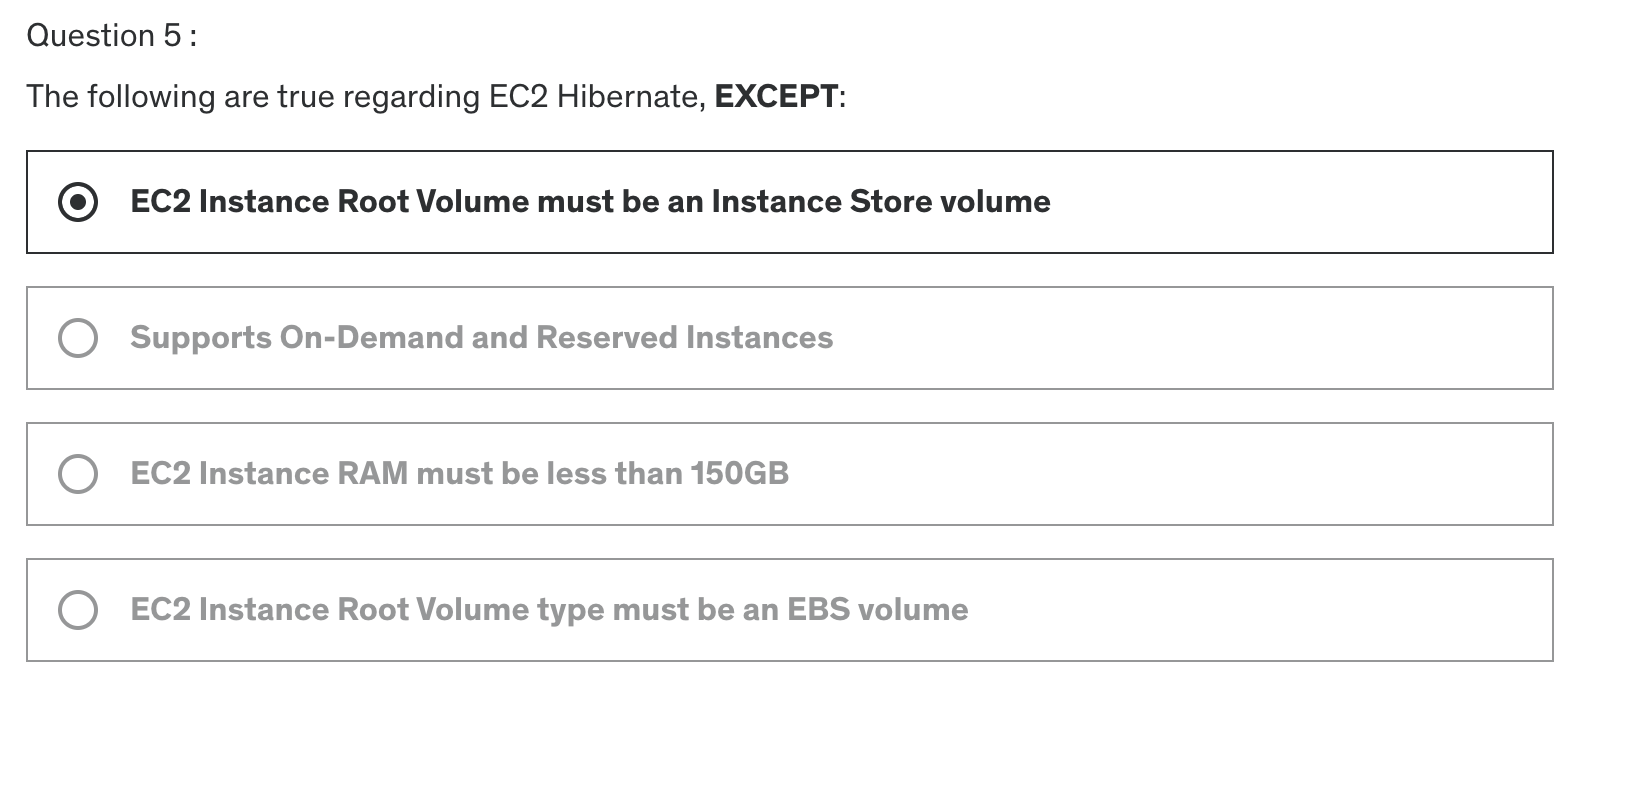 Question 5 :
The following are true regarding EC2 Hibernate, EXCEPT:
EC2 Instance Root Volume must be an Instance Store volume
Supports On-Demand and Reserved Instances
EC2 Instance RAM must be less than 150GB
EC2 Instance Root Volume type must be an EBS volume